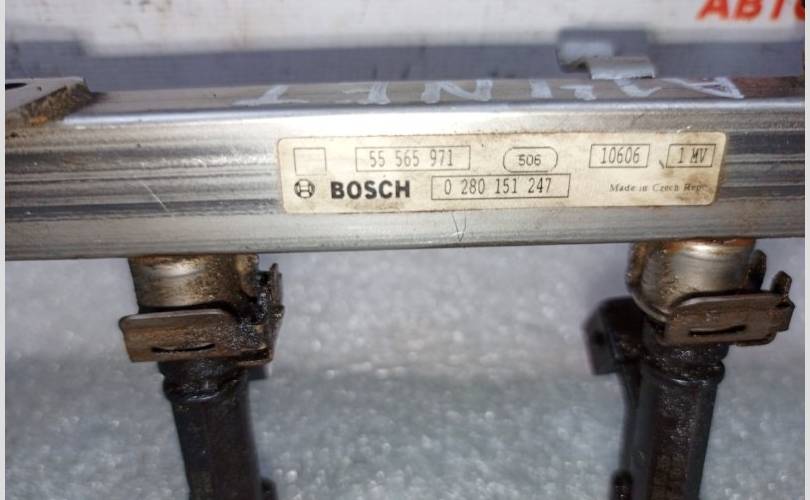 АВТО
55 565 971 506 10606 1 MV
BOSCH 0 280 151 247 Made in Czech Rep